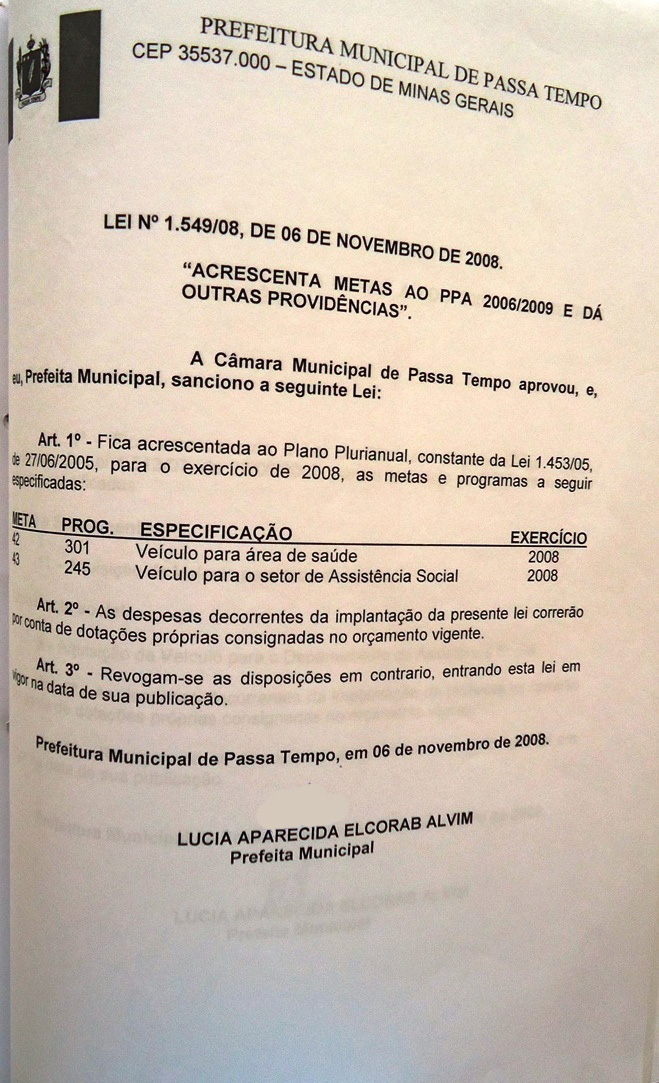 PREFEITURA MUNICIPAL DE PASSA TEMPO
CEP 35537.000 – ESTADO DE MINAS GERAIS
LEI Nº 1.549/08, DE 06 DE NOVEMBRO DE 2008.
“ACRESCENTA METAS AO PPA 2006/2009 E DÁ
OUTRAS PROVIDÊNCIAS”.
A Câmara Municipal de Passa Tempo aprovou, e,
eu, Prefeita Municipal, sanciono a seguinte Lei:
Art. 1º - Fica acrescentada ao Plano Plurianual, constante da Lei 1.453/05,
de 27/06/2005, para o exercício de 2008, as metas e programas a seguir
especificadas:
META PROG. ESPECIFICAÇÃO EXERCÍCIO
42 301 Veículo para área de saúde 2008
43 245 Veículo para o setor de Assistência Social 2008
Art. 2º - As despesas decorrentes da implantação da presente lei correrão
por conta de dotações próprias consignadas no orçamento vigente.
Art. 3º - Revogam-se as disposições em contrario, entrando esta lei em
vigor na data de sua publicação.
Prefeitura Municipal de Passa Tempo, em 06 de novembro de 2008.
LUCIA APARECIDA ELCORAB ALVIM
Prefeita Municipal